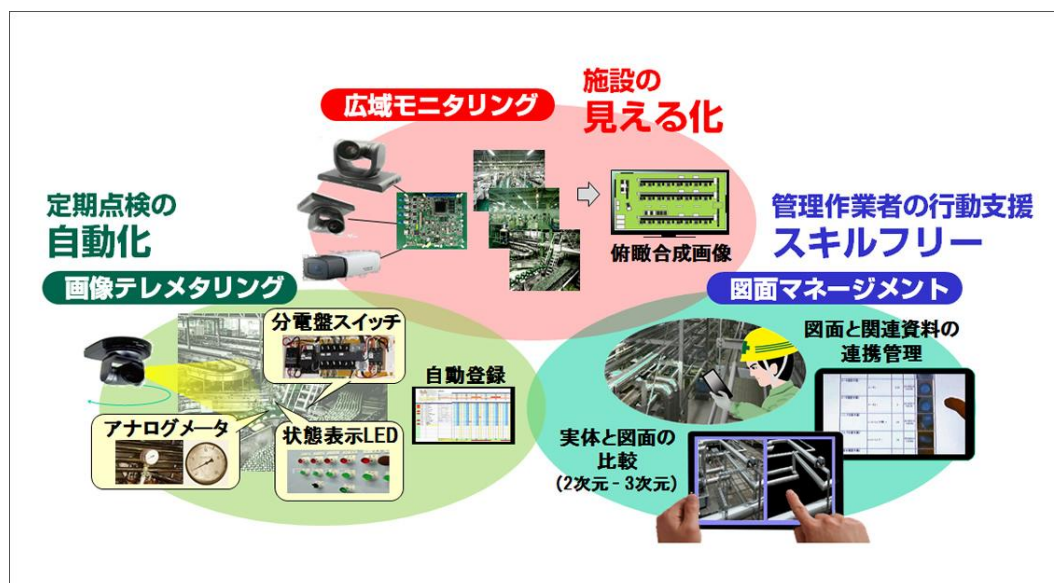 施設の
見える化
広域モニタリング
俯瞰合成画像
定期点検の
自動化
画像テレメタリング
分電盤スイッチ
自動登録
アナログメータ
状態表示LED
管理作業者の行動支援
スキルフリー
図面マネージメント
図面と関連資料の
連携管理
実体と図面の
比較
(2次元‐3次元)